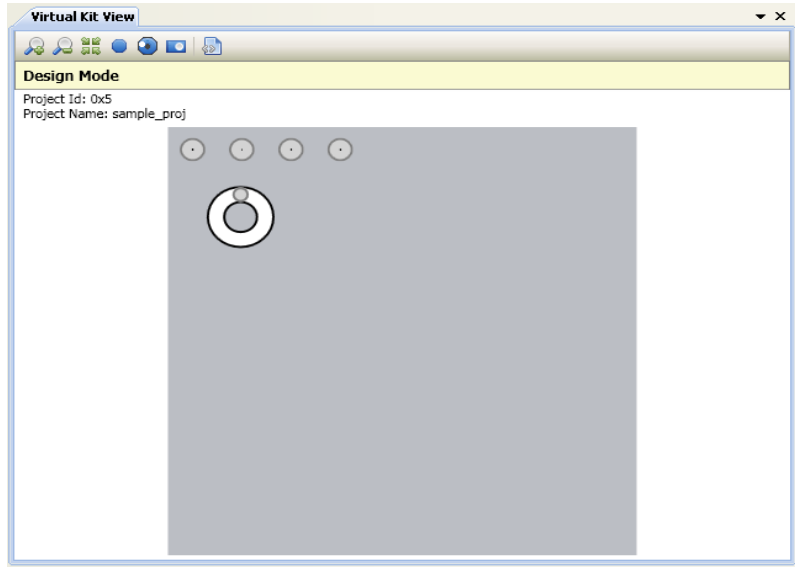 Virtual Kit View
Design Mode
Project Id: 0x5
Project Name: sample_proj